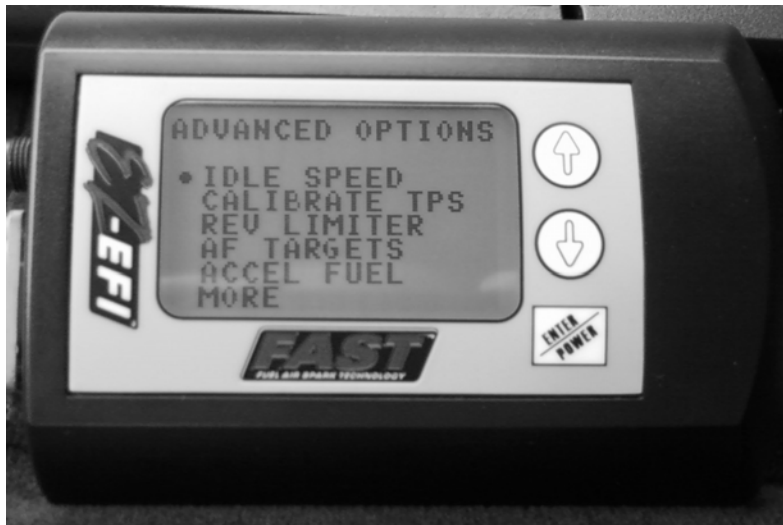 ADVANCED OPTIONS
• IDLE SPEED
CALIBRATE TPS
REV LIMITER
AF TARGETS
ACCEL FUEL
MORE
EZ-EFI
ENTER
POWER
FAST
FUEL AIR SPARK TECHNOLOGY